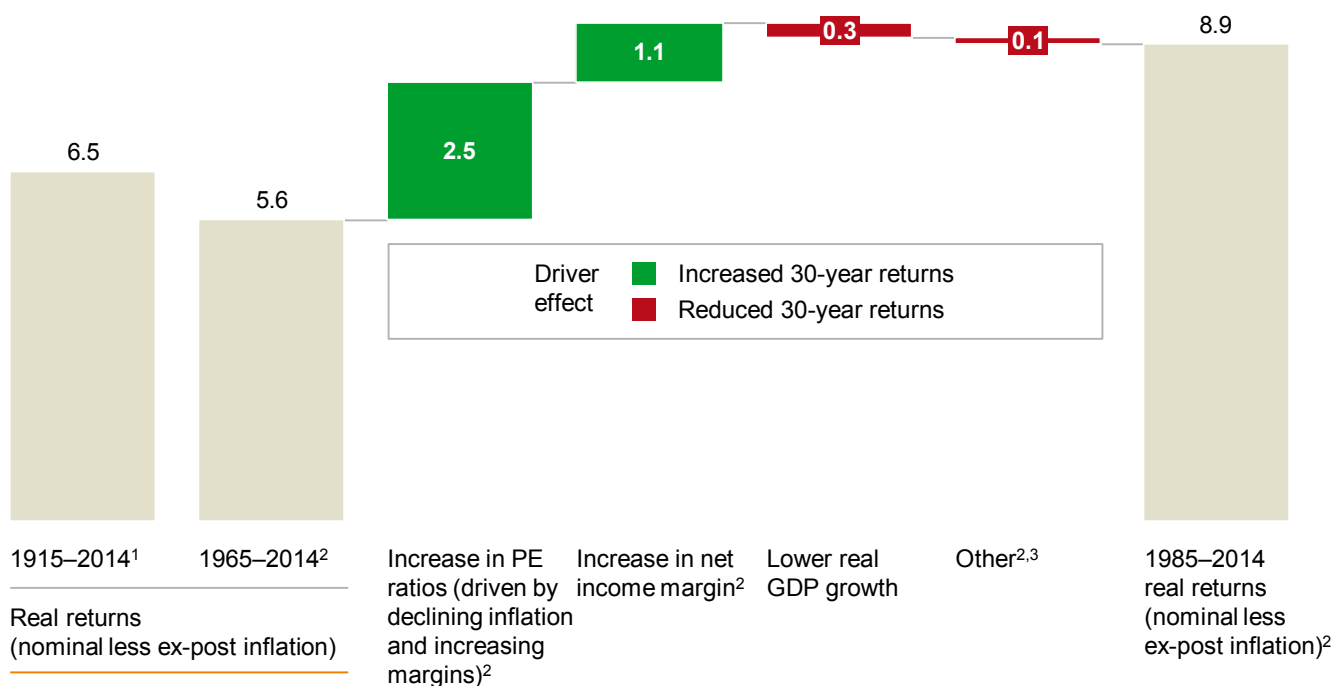 6.5
5.6
2.5
1.1
0.3
0.1
8.9
Driver
effect
Increased 30-year returns
Reduced 30-year returns
1915–2014¹
1965–2014²
Real returns
(nominal less ex-post inflation)
Increase in PE
ratios (driven by
declining inflation
and increasing
margins)²
Increase in net
income margin²
Lower real
GDP growth
Other²,³
1985–2014
real returns
(nominal less
ex-post inflation)²